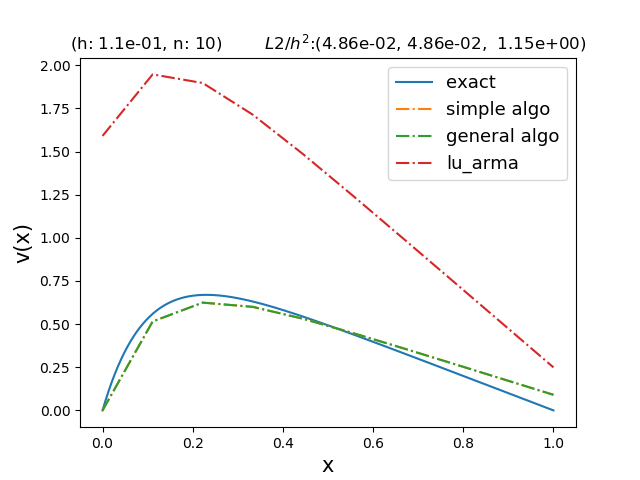 (h: 1.1e-01, n: 10) L2/h²:(4.86e-02, 4.86e-02, 1.15e+00)
exact
simple algo
general algo
lu_arma
2.00
1.75
1.50
1.25
1.00
0.75
0.50
0.25
0.00
v(x)
0.0 0.2 0.4 0.6 0.8 1.0
x